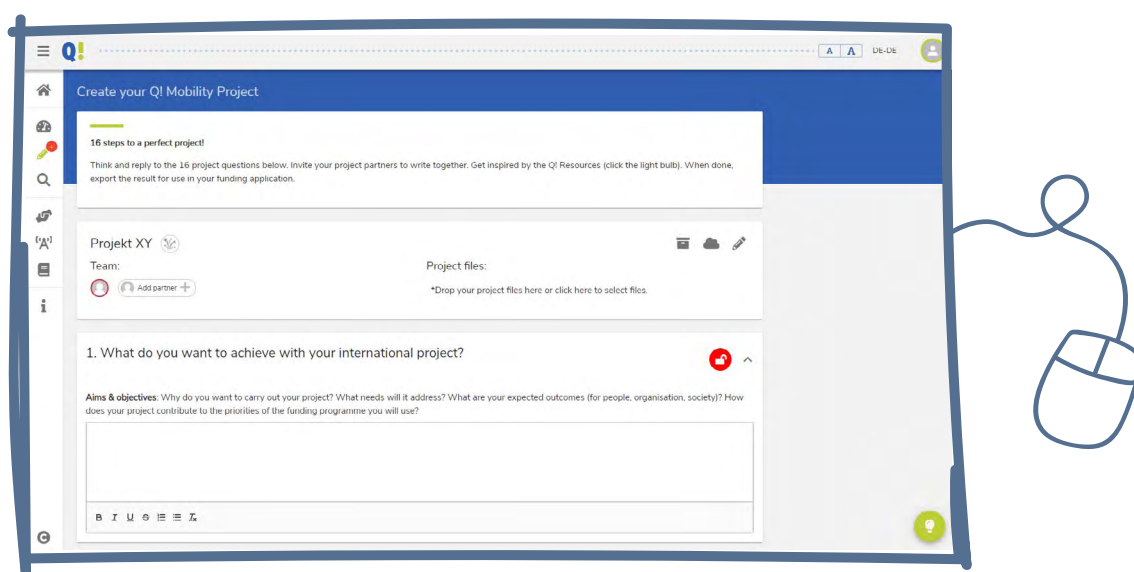 Q!
A A DE-DE
Create your Q! Mobility Project
16 steps to a perfect project!
Think and reply to the 16 project questions below. Invite your project partners to write together. Get inspired by the Q! Resources (click the light bulb). When done,
export the result for use in your funding application.
Projekt XY
Team:
Project files:
Add partner
*Drop your project files here or click here to select files.
1. What do you want to achieve with your international project?
Aims & objectives: Why do you want to carry out your project? What needs will it address? What are your expected outcomes (for people, organisation, society)? How
does your project contribute to the priorities of the funding programme you will use?
B I U S